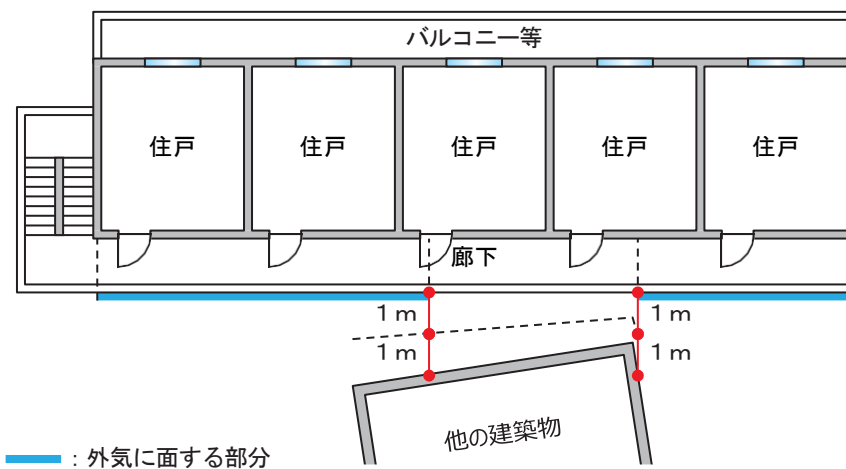 バルコニー等
住戸
住戸
住戸
住戸
住戸
廊下
1m
1m
1m
1m
他の建築物
：外気に面する部分